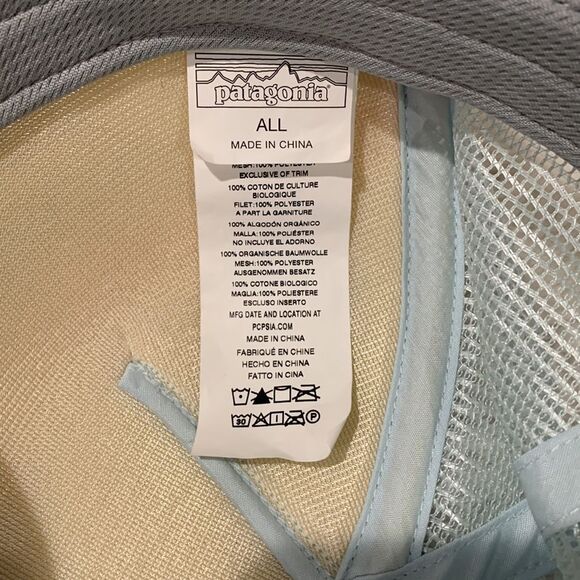 patagonia®
ALL
MADE IN CHINA
MESH:100% POLYESTER
EXCLUSIVE OF TRIM
100% COTON DE CULTURE
BIOLOGIQUE
FILET:100% POLYESTER
A PART LA GARNITURE
100% ALGODÓN ORGÁNICO
MALLA:100% POLIÉSTER
NO INCLUYE EL ADORNO
100% ORGANISCHE BAUMWOLLE
MESH:100% POLYESTER
AUSGENOMMEN BESATZ
100% COTONE BIOLOGICO
MAGLIA:100% POLIESTERE
ESCLUSO INSERTO
MFG DATE AND LOCATION AT
PCPSIA.COM
MADE IN CHINA
FABRIQUÉ EN CHINE
HECHO EN CHINA
FATTO IN CINA
30 P